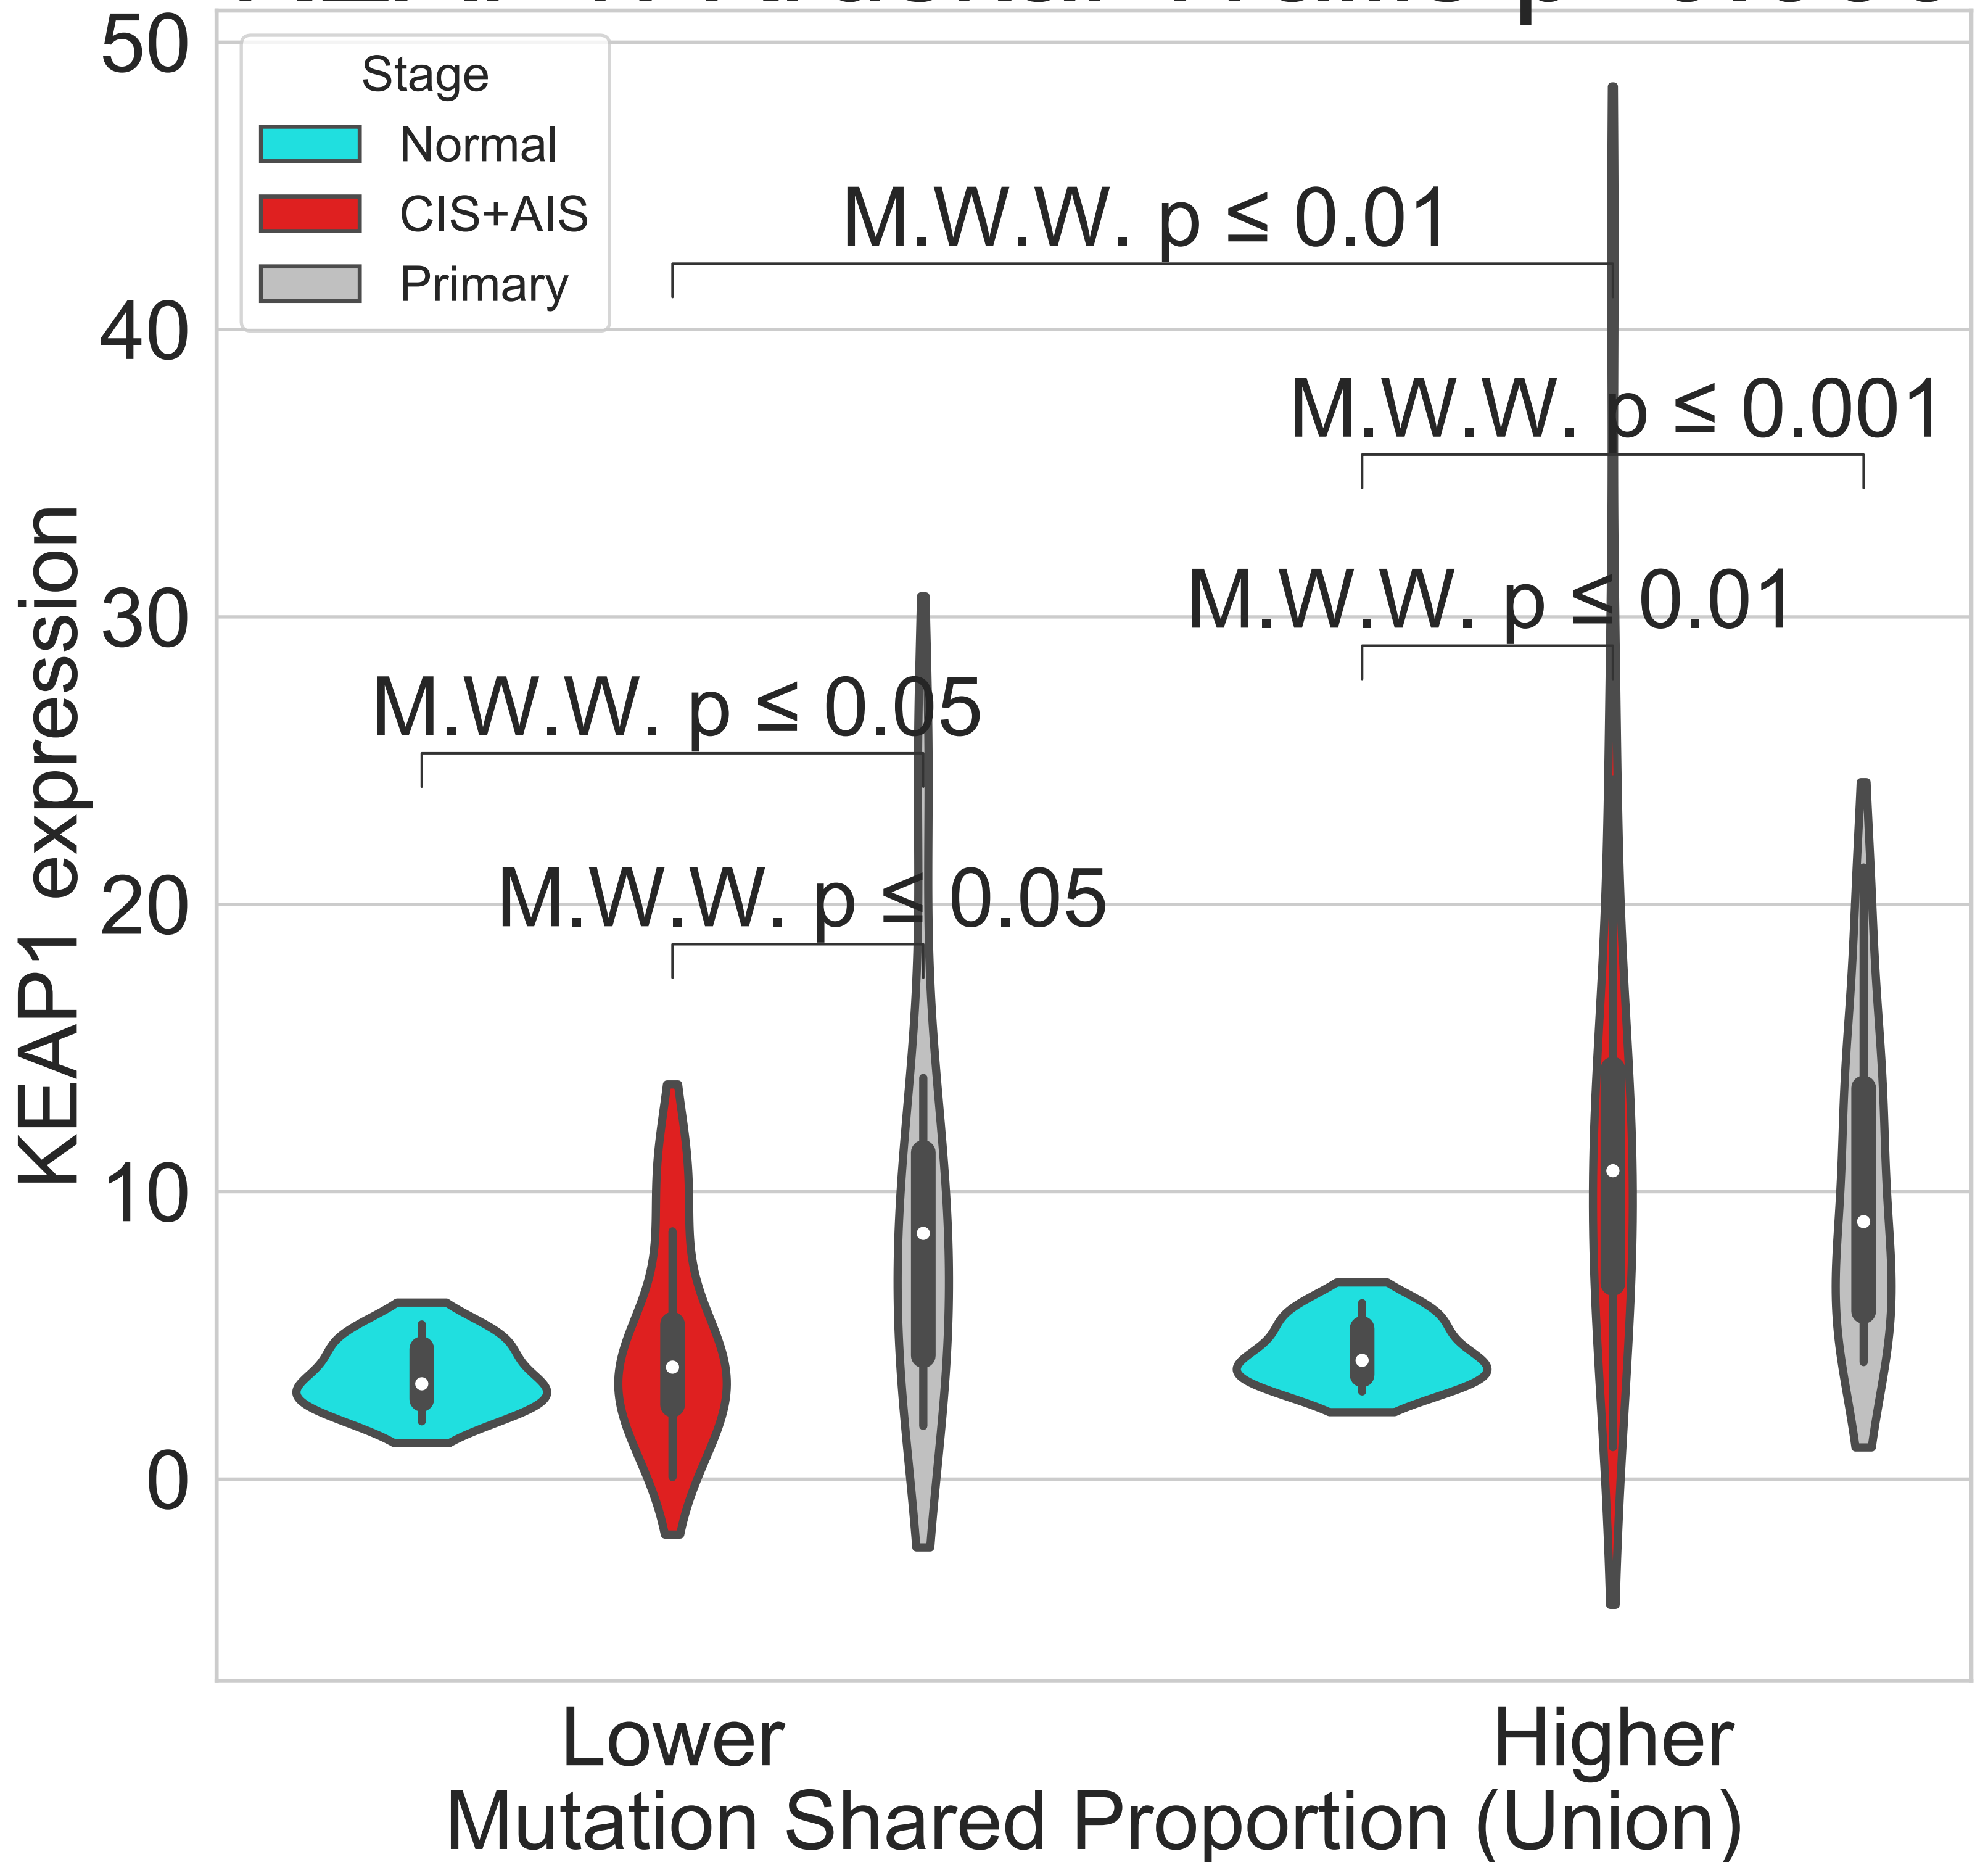 50
Stage
Normal
CIS+AIS
Primary
M.W.W. p ≤ 0.01
40
M.W.W. p ≤ 0.001
30
M.W.W. p ≤ 0.01
M.W.W. p ≤ 0.05
20
M.W.W. p ≤ 0.05
10
0
KEAP1 expression
Lower
Higher
Mutation Shared Proportion (Union)